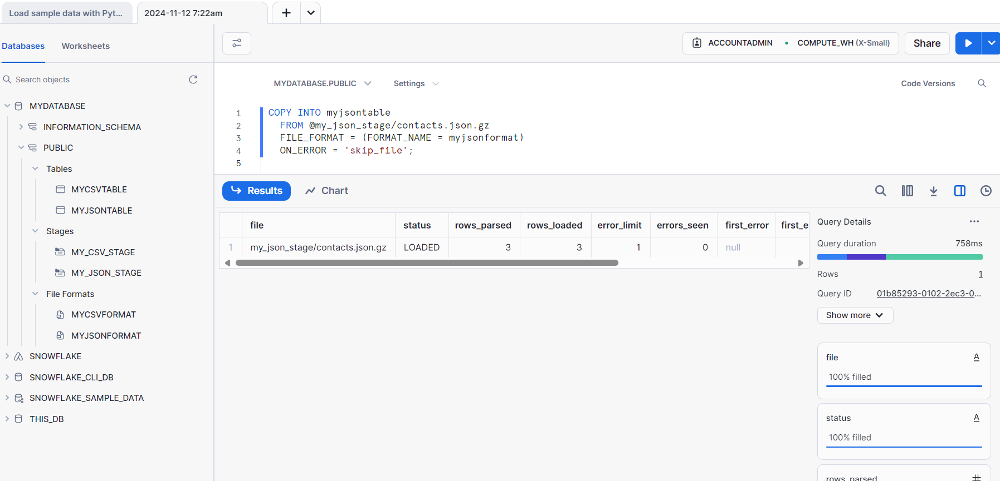 Load sample data with Pyt...
2024-11-12 7:22am
Databases
Worksheets
ACCOUNTADMIN
COMPUTE_WH (X-Small)
Share
Search objects
MYDATABASE
INFORMATION_SCHEMA
PUBLIC
Tables
MYCSVTABLE
MYJSONTABLE
Stages
MY_CSV_STAGE
MY_JSON_STAGE
File Formats
MYCSVFORMAT
MYJSONFORMAT
SNOWFLAKE
SNOWFLAKE_CLI_DB
SNOWFLAKE_SAMPLE_DATA
THIS_DB
MYDATABASE.PUBLIC
Settings
Code Versions
1 COPY INTO myjsontable
2 FROM @my_json_stage/contacts.json.gz
3 FILE_FORMAT = (FORMAT_NAME = myjsonformat)
4 ON_ERROR = 'skip_file';
5
Results
Chart
file status rows_parsed rows_loaded error_limit errors_seen first_error first_e
1 my_json_stage/contacts.json.gz LOADED 3 3 1 0 null
Query Details
Query duration 758ms
Rows 1
Query ID 01b85293-0102-2ec3-0...
Show more
file A
100% filled
status A
100% filled
rows_parsed #